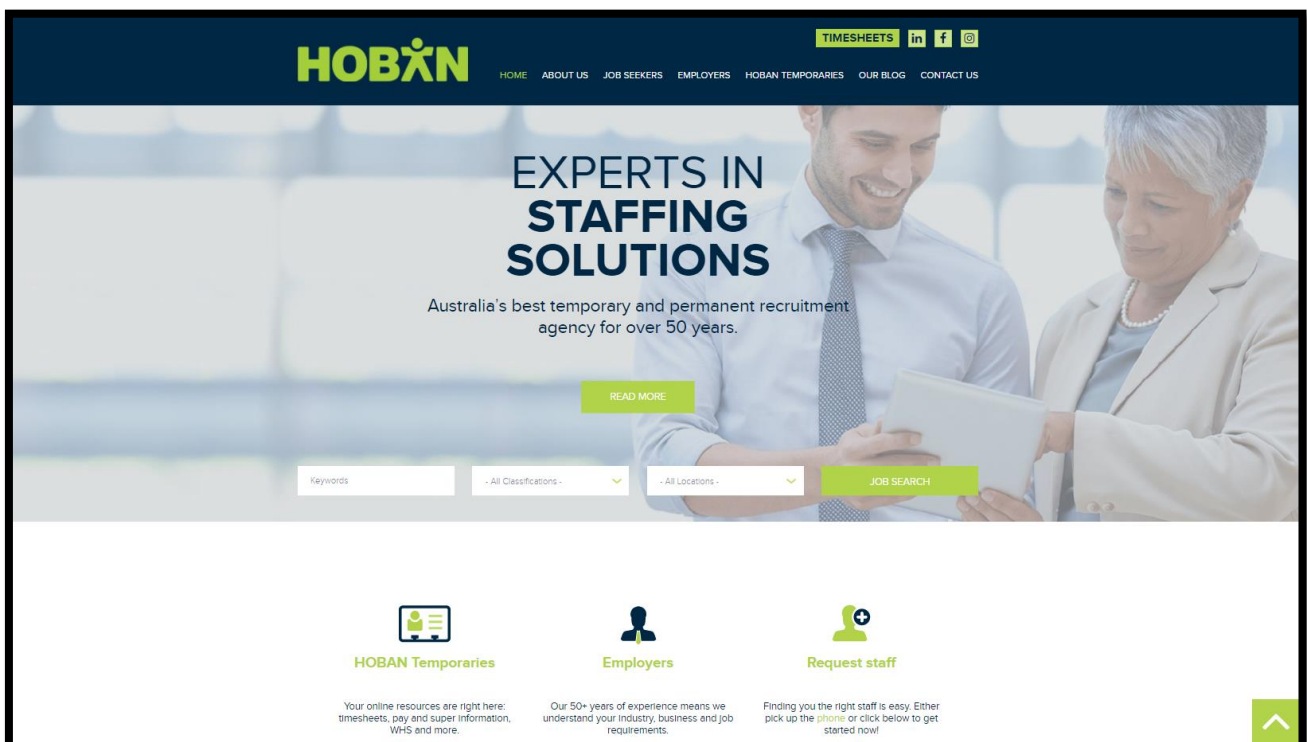 TIMESHEETS
HOBAN
HOME ABOUT US JOB SEEKERS EMPLOYERS HOBAN TEMPORARIES OUR BLOG CONTACT US
EXPERTS IN
STAFFING
SOLUTIONS
Australia's best temporary and permanent recruitment
agency for over 50 years.
READ MORE
Keywords
- All Classifications -
- All Locations -
JOB SEARCH
HOBAN Temporaries
Your online resources are right here:
timesheets, pay and super information,
WHS and more.
Employers
Our 50+ years of experience means we
understand your industry, business and job
requirements.
Request staff
Finding you the right staff is easy. Either
pick up the phone or click below to get
started now!